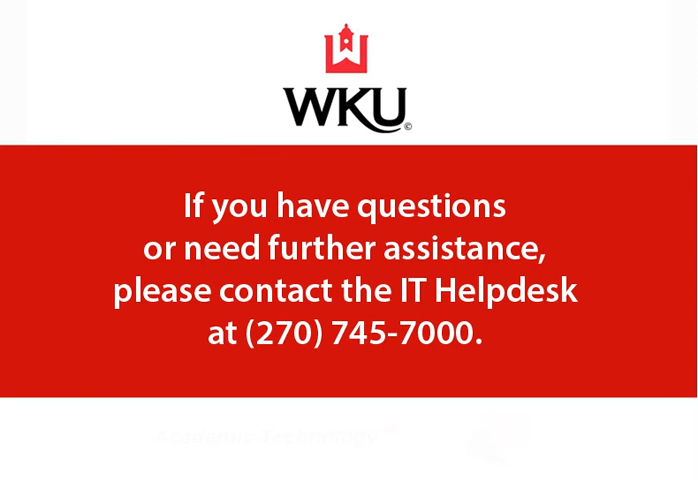 WKU©
If you have questions
or need further assistance,
please contact the IT Helpdesk
at (270) 745-7000.